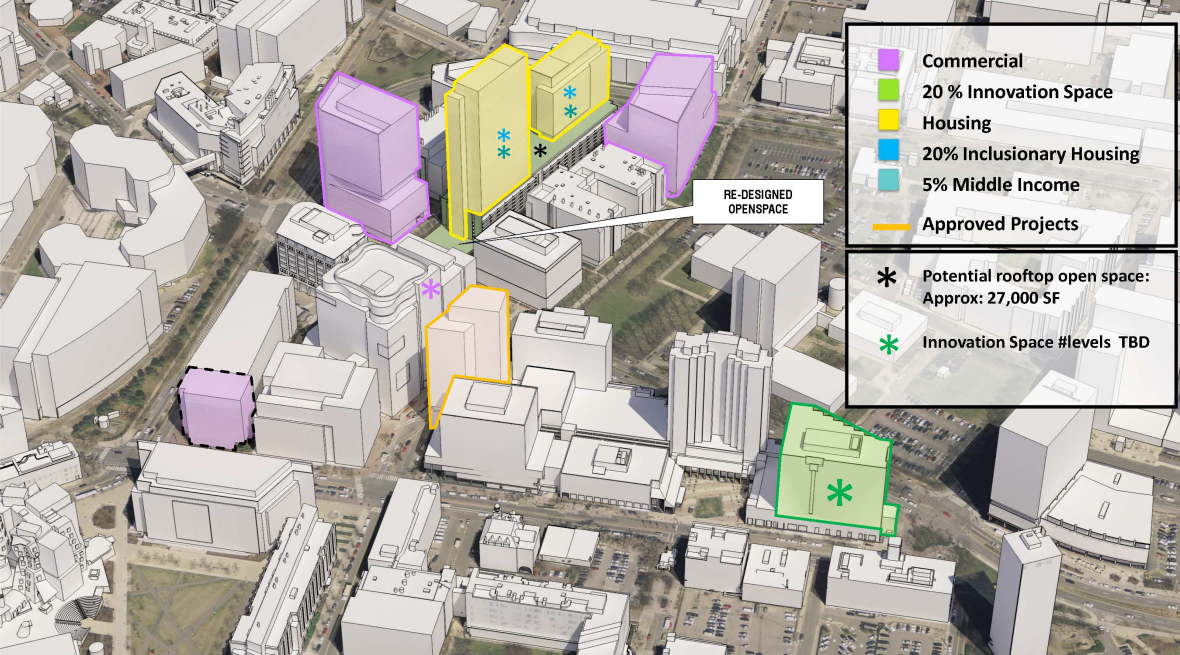 Commercial
20 % Innovation Space
Housing
20% Inclusionary Housing
5% Middle Income
Approved Projects
Potential rooftop open space:
Approx: 27,000 SF
Innovation Space #levels TBD
RE-DESIGNED
OPENSPACE